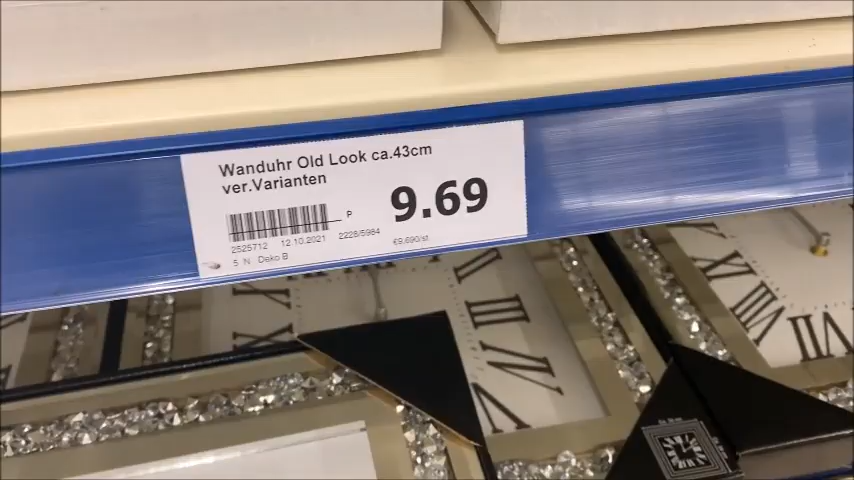 Wanduhr Old Look ca.43cm
ver.Varianten
P
9.69
2525712 12.10.2021 2228/5984 €9,690/st
5 N Deko B